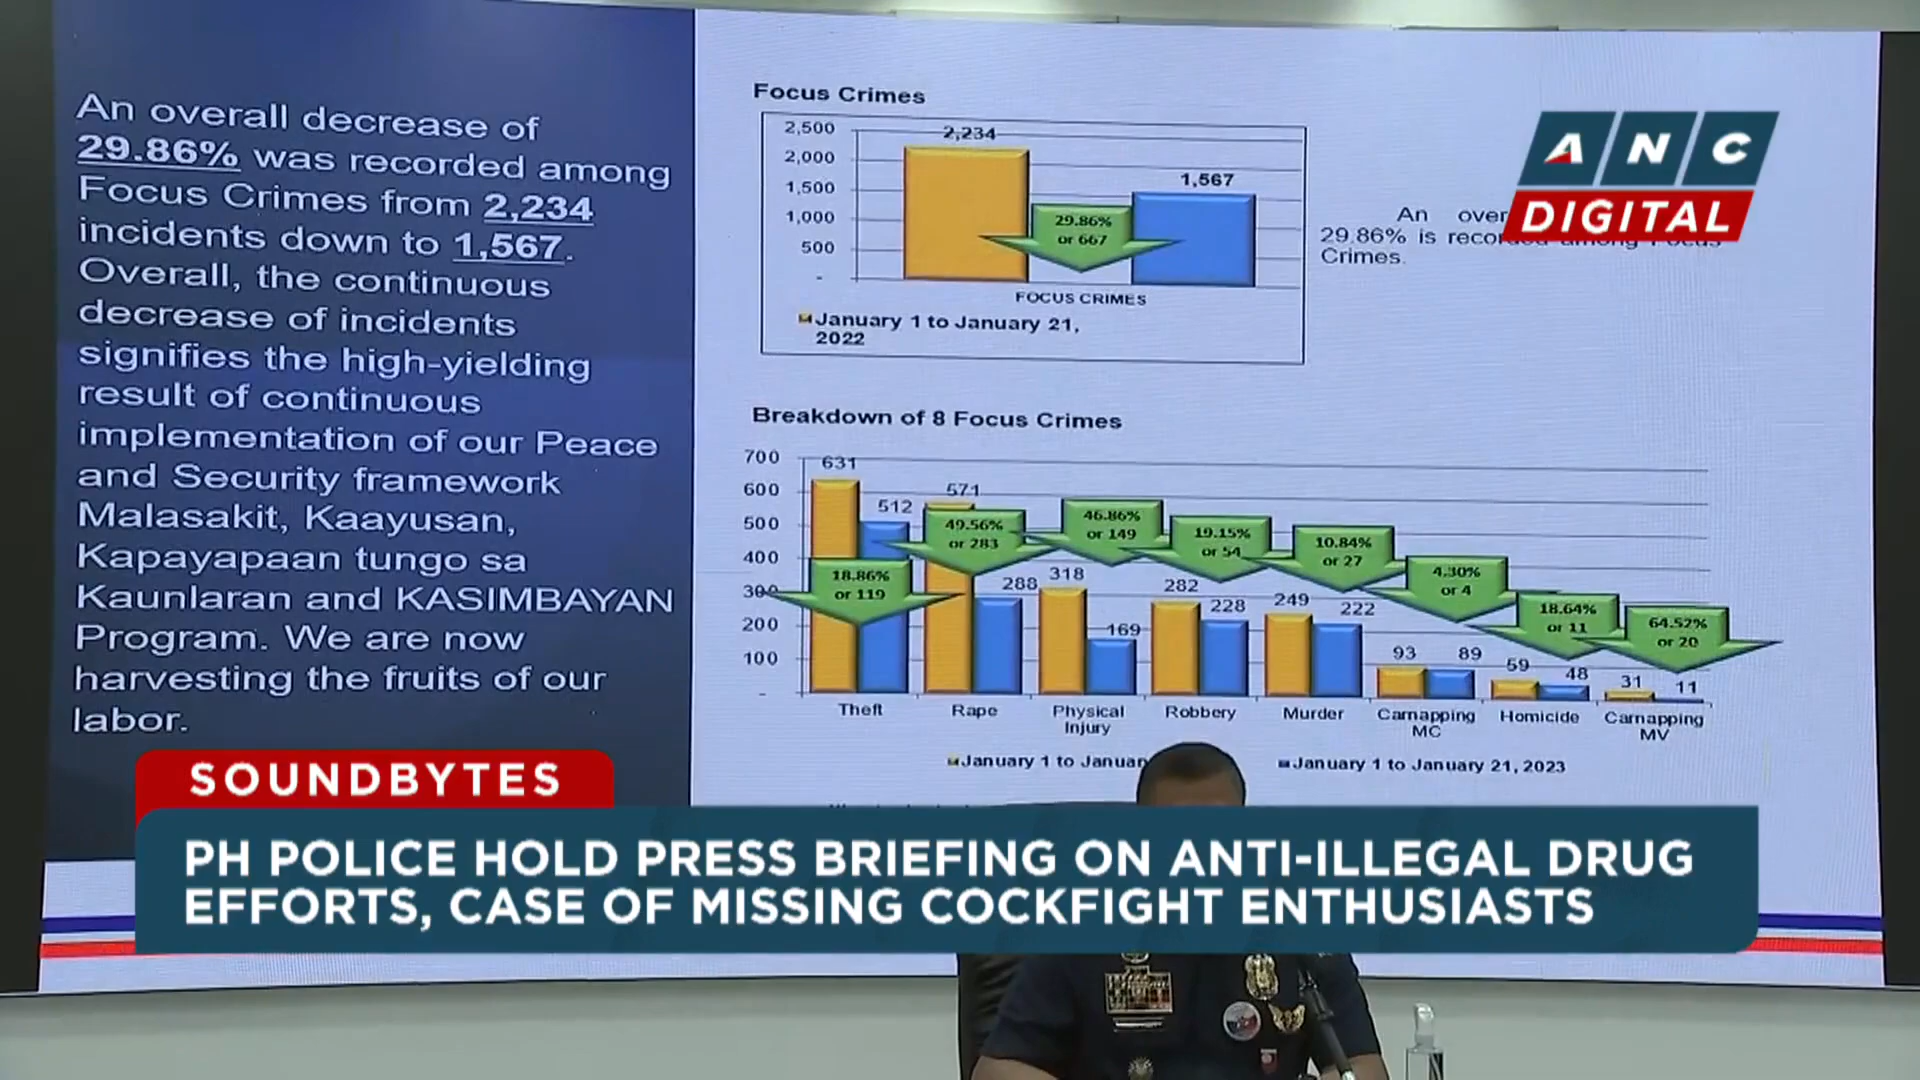 An overall decrease of
29.86% was recorded among
Focus Crimes from 2,234
incidents down to 1,567.
Overall, the continuous
decrease of incidents
signifies the high-yielding
result of continuous
implementation of our Peace
and Security framework
Malasakit, Kaayusan,
Kapayapaan tungo sa
Kaunlaran and KASIMBAYAN
Program. We are now
harvesting the fruits of our
labor.
Focus Crimes
2,500
2,000
1,500
1,000
500
-
2,234
1,567
29.86%
or 667
FOCUS CRIMES
January 1 to January 21,
2022
An
29.86% is
Crimes.
ANC
DIGITAL
Breakdown of 8 Focus Crimes
700
600
500
400
300
200
100
-
631
512
18.86%
or 119
571
288
49.56%
or 283
318
169
46.86%
or 149
282
228
19.15%
or 54
249
222
10.84%
or 27
93
89
4.30%
or 4
59
48
18.64%
or 11
31
11
64.52%
or 20
Theft
Rape
Physical
Injury
Robbery
Murder
Carnapping
MC
Homicide
Carnapping
MV
January 1 to
January 1 to January 21, 2023
SOUNDBYTES
PH POLICE HOLD PRESS BRIEFING ON ANTI-ILLEGAL DRUG
EFFORTS, CASE OF MISSING COCKFIGHT ENTHUSIASTS